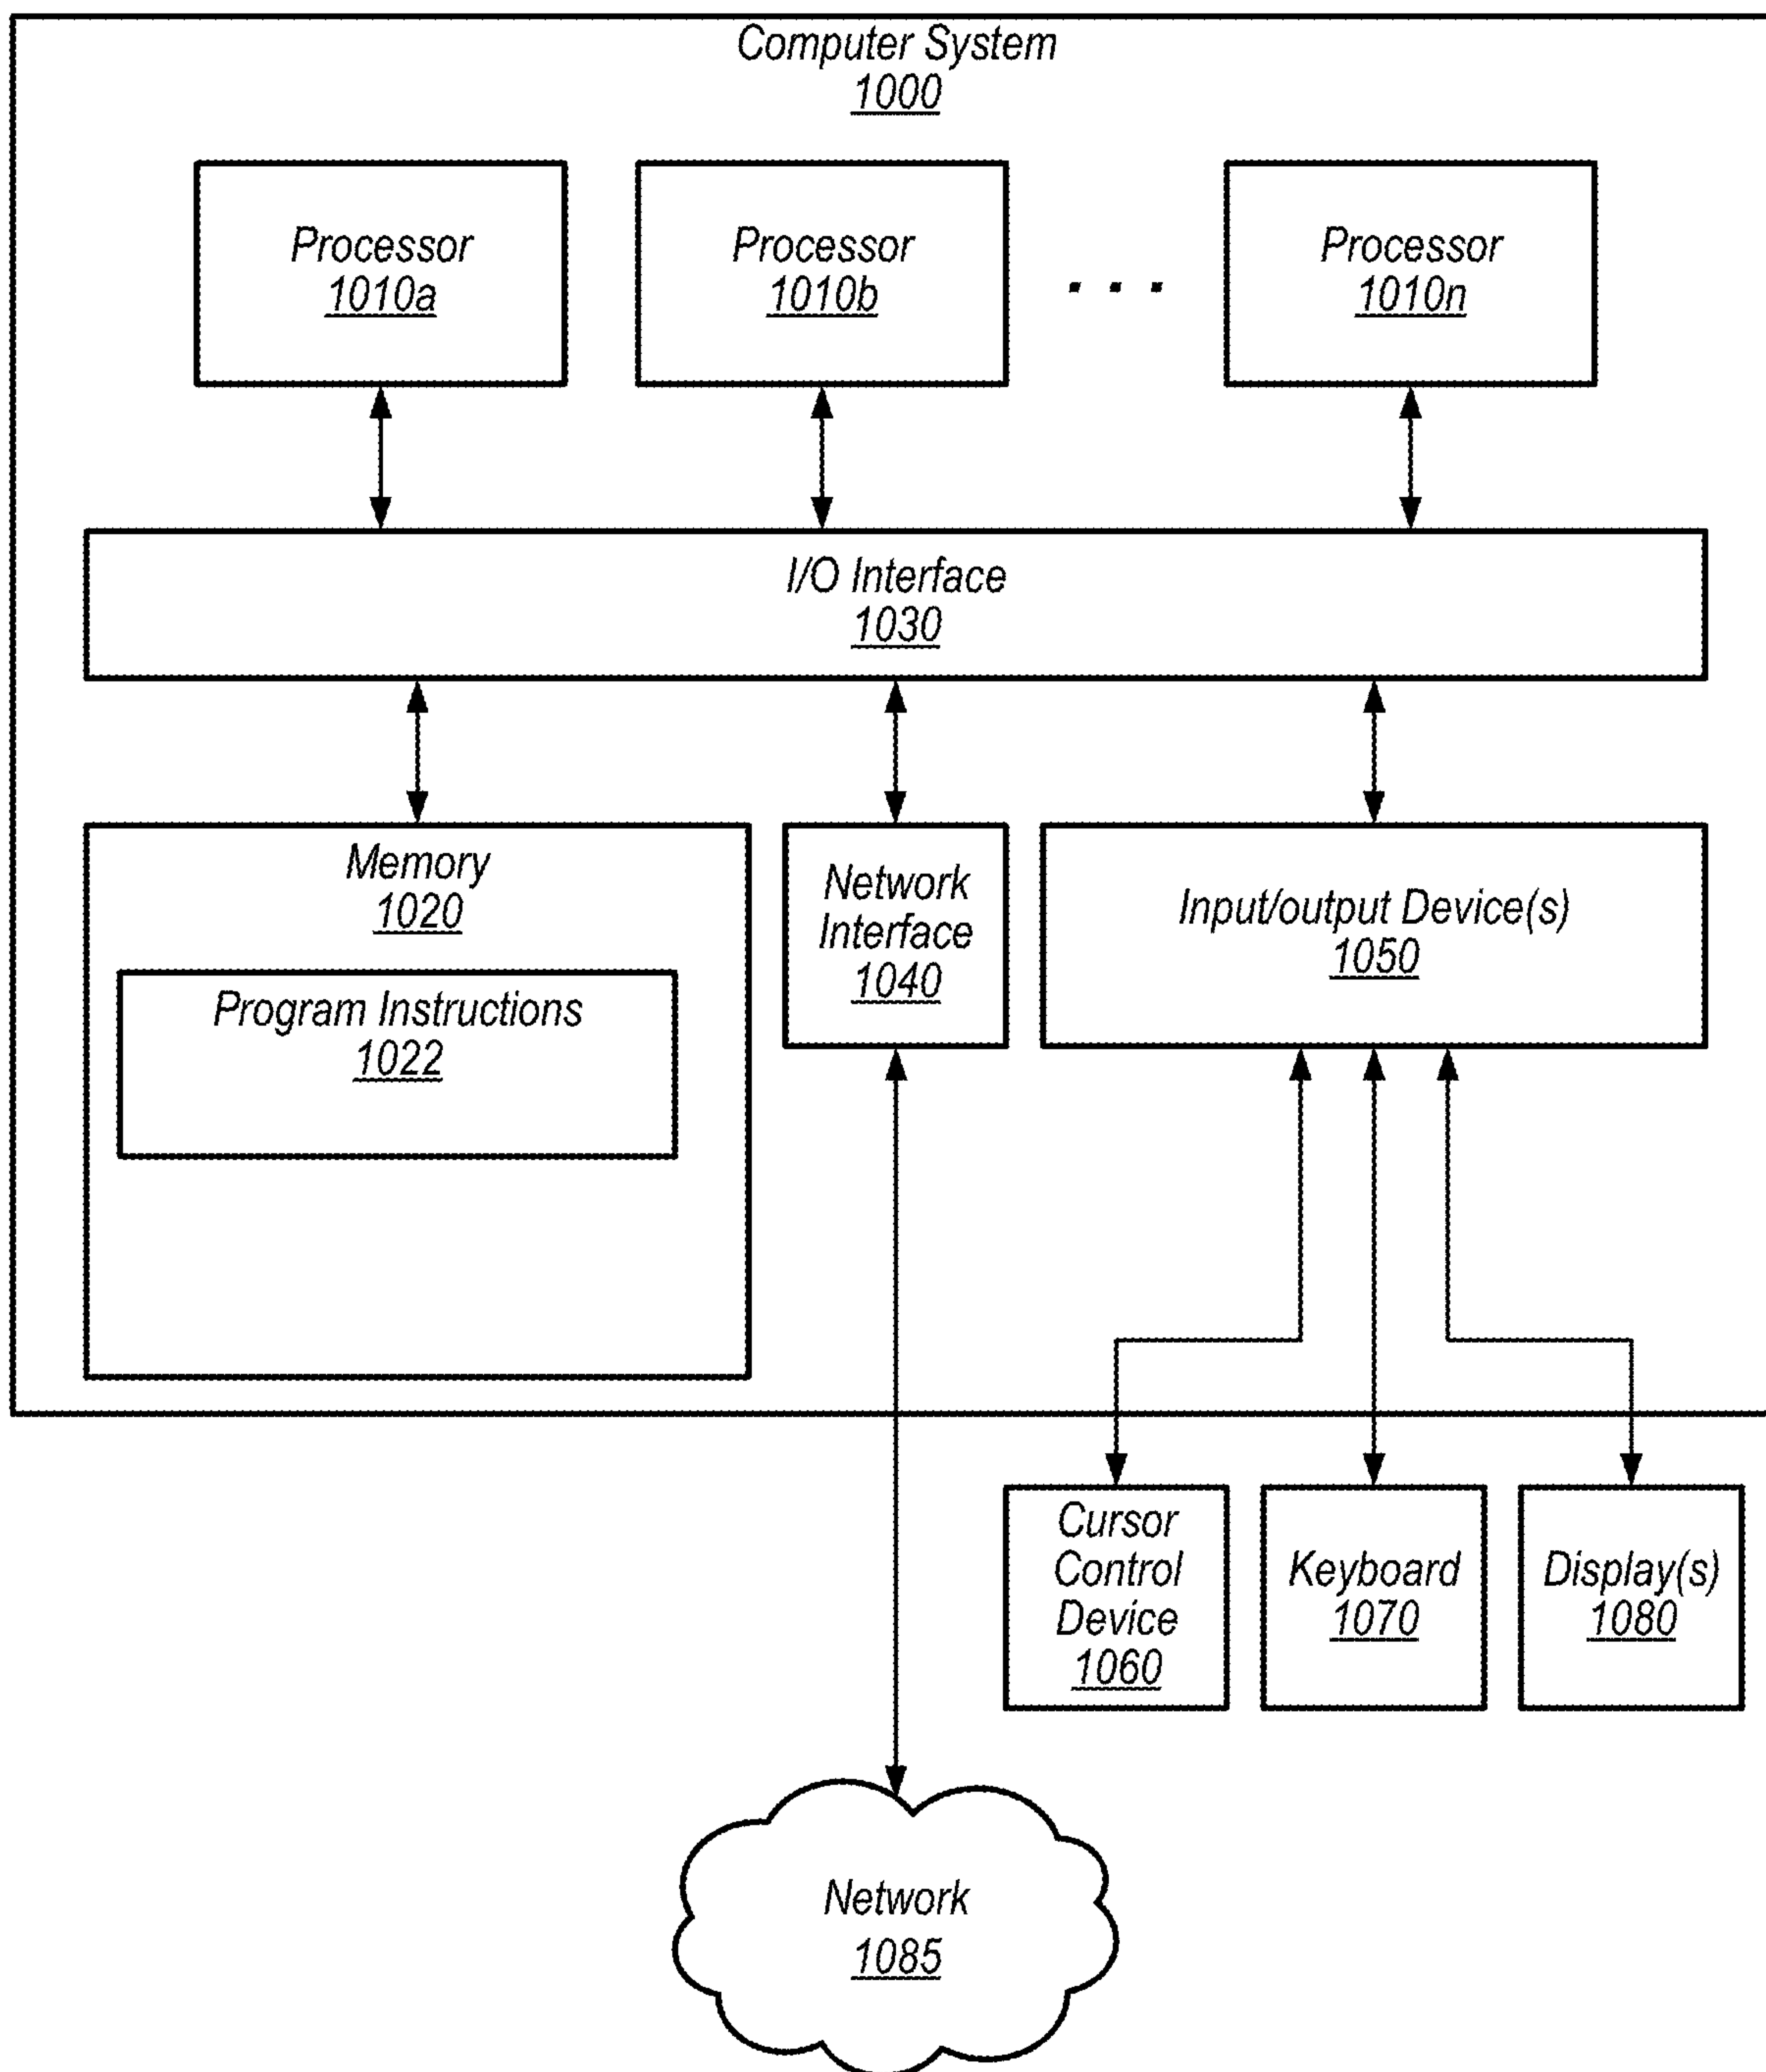 Computer System
1000
Processor
1010a
Processor
1010b
. . .
Processor
1010n
I/O Interface
1030
Memory
1020
Program Instructions
1022
Network
Interface
1040
Input/output Device(s)
1050
Cursor
Control
Device
1060
Keyboard
1070
Display(s)
1080
Network
1085